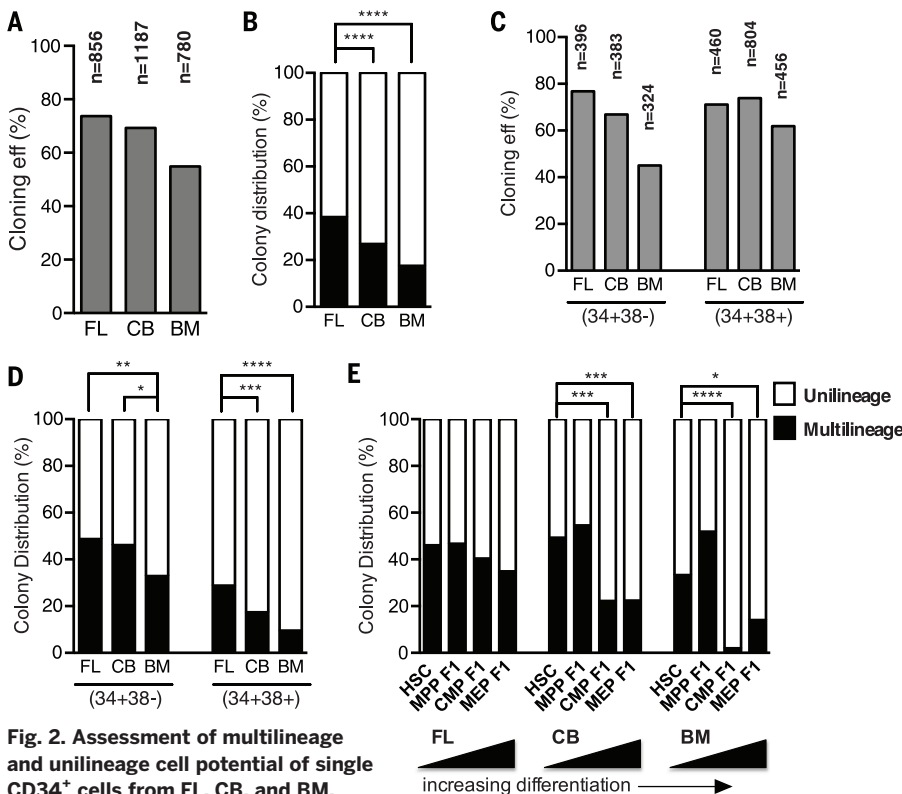 A
100
80
60
40
20
0
Cloning eff (%)
n=856
n=1187
n=780
FL CB BM
B
****
****
100
80
60
40
20
0
Colony distribution (%)
FL CB BM
C
100
80
60
40
20
0
Cloning eff (%)
n=396
n=383
n=324
n=460
n=804
n=456
FL CB BM FL CB BM
(34+38-) (34+38+)
D
** ****
* ***
100
80
60
40
20
0
Colony Distribution (%)
FL CB BM FL CB BM
(34+38-) (34+38+)
E
*** *
*** ****
100
80
60
40
20
0
Colony Distribution (%)
Unilineage
Multilineage
HSC MPP F1 CMP F1 MEP F1 HSC MPP F1 CMP F1 MEP F1 HSC MPP F1 CMP F1 MEP F1
FL CB BM
increasing differentiation
Fig. 2. Assessment of multilineage
and unilineage cell potential of single
CD34+ cells from FL, CB, and BM.